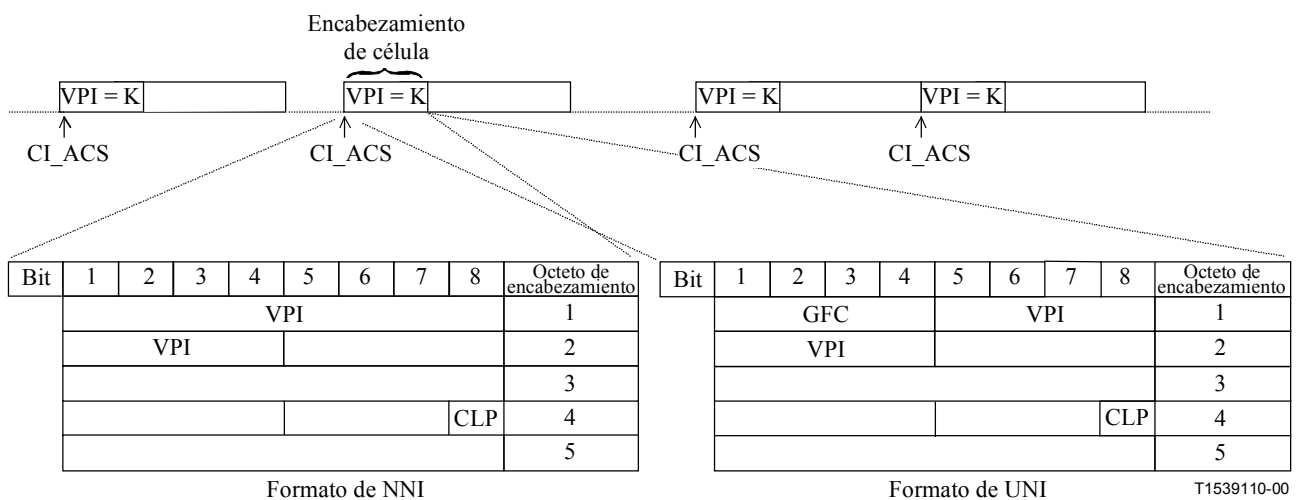 Encabezamiento
de célula
VPI = K VPI = K VPI = K VPI = K
CI_ACS CI_ACS CI_ACS CI_ACS
Bit 1 2 3 4 5 6 7 8 Octeto de encabezamiento
VPI 1
VPI 2
3
CLP 4
5
Formato de NNI
Bit 1 2 3 4 5 6 7 8 Octeto de encabezamiento
GFC VPI 1
VPI 2
3
CLP 4
5
Formato de UNI
T1539110-00